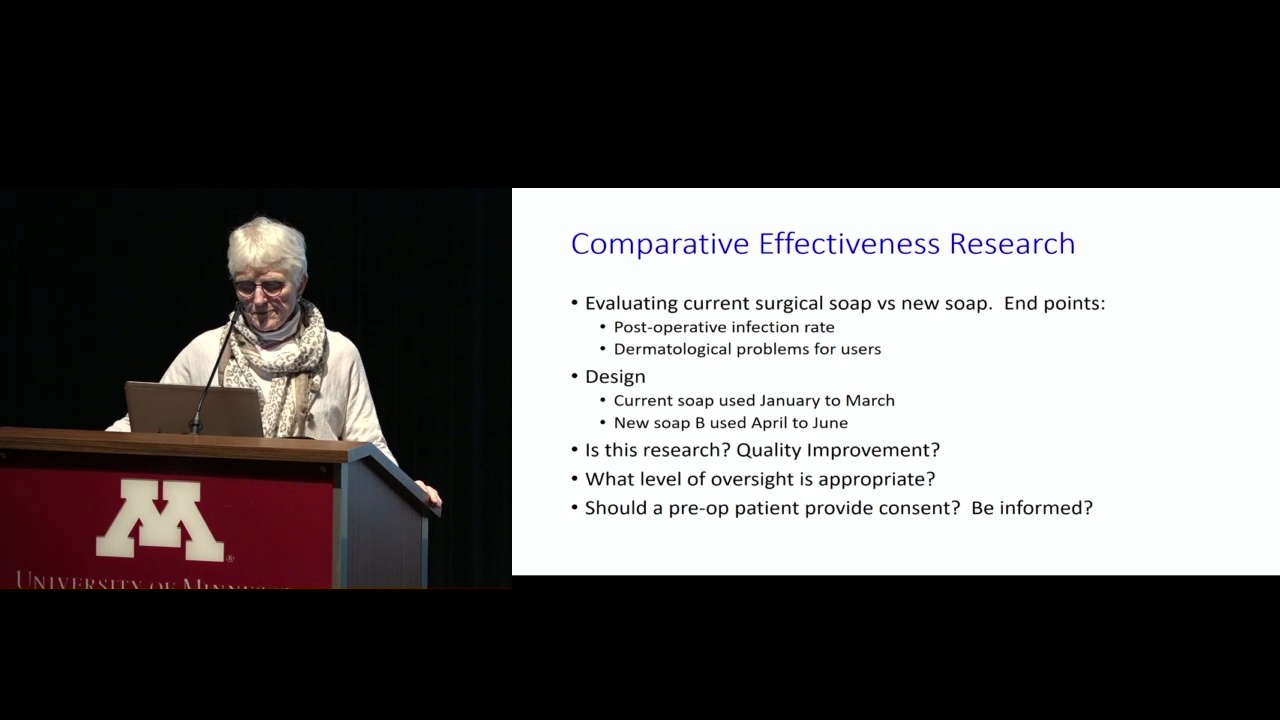 Comparative Effectiveness Research
• Evaluating current surgical soap vs new soap.  End points:
• Post-operative infection rate
• Dermatological problems for users
• Design
• Current soap used January to March
• New soap B used April to June
• Is this research? Quality Improvement?
• What level of oversight is appropriate?
• Should a pre-op patient provide consent?  Be informed?
M®
UNIVERSITY OF